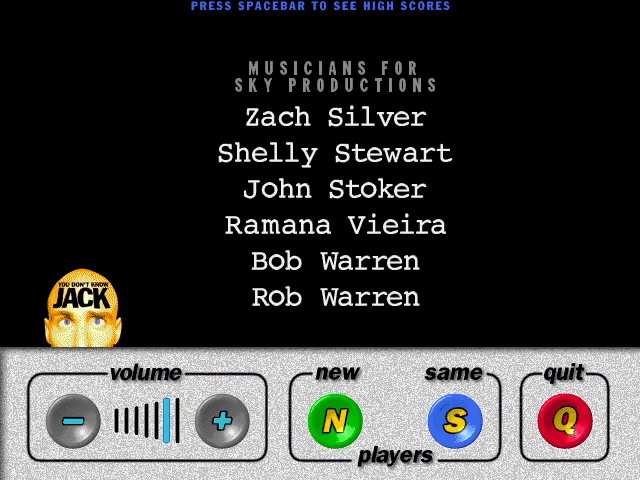 PRESS SPACEBAR TO SEE HIGH SCORES
MUSICIANS FOR
SKY PRODUCTIONS
Zach Silver
Shelly Stewart
John Stoker
Ramana Vieira
Bob Warren
Rob Warren
YOU DON'T KNOW
JACK
volume
new
same
quit
N
S
Q
players